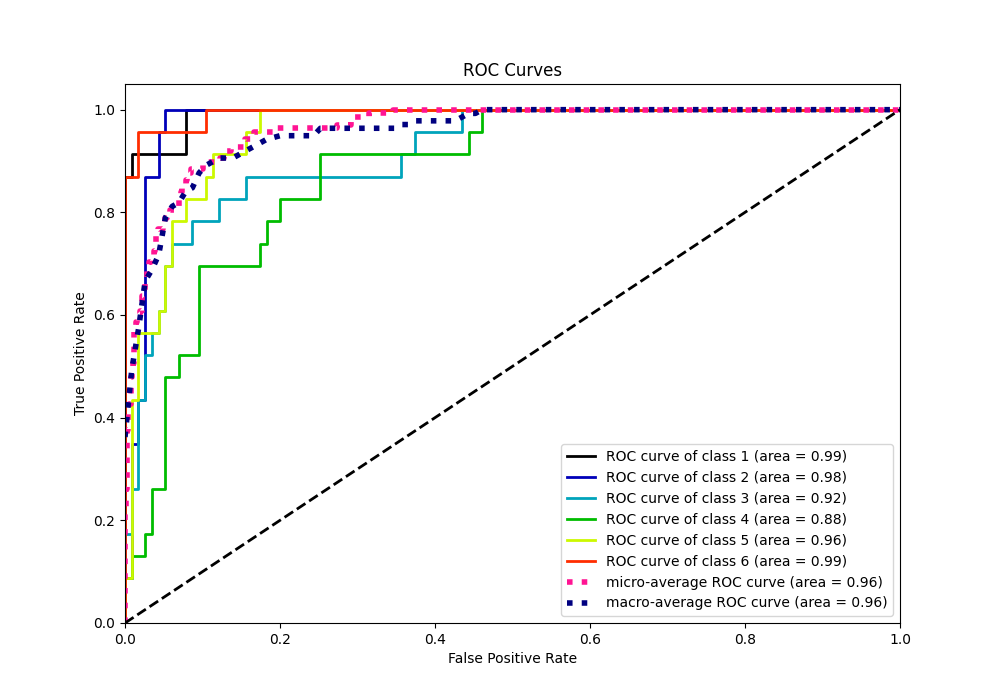 ROC Curves
True Positive Rate
1.0
0.8
0.6
0.4
0.2
0.0
ROC curve of class 1 (area = 0.99)
ROC curve of class 2 (area = 0.98)
ROC curve of class 3 (area = 0.92)
ROC curve of class 4 (area = 0.88)
ROC curve of class 5 (area = 0.96)
ROC curve of class 6 (area = 0.99)
micro-average ROC curve (area = 0.96)
macro-average ROC curve (area = 0.96)
0.0 0.2 0.4 0.6 0.8 1.0
False Positive Rate